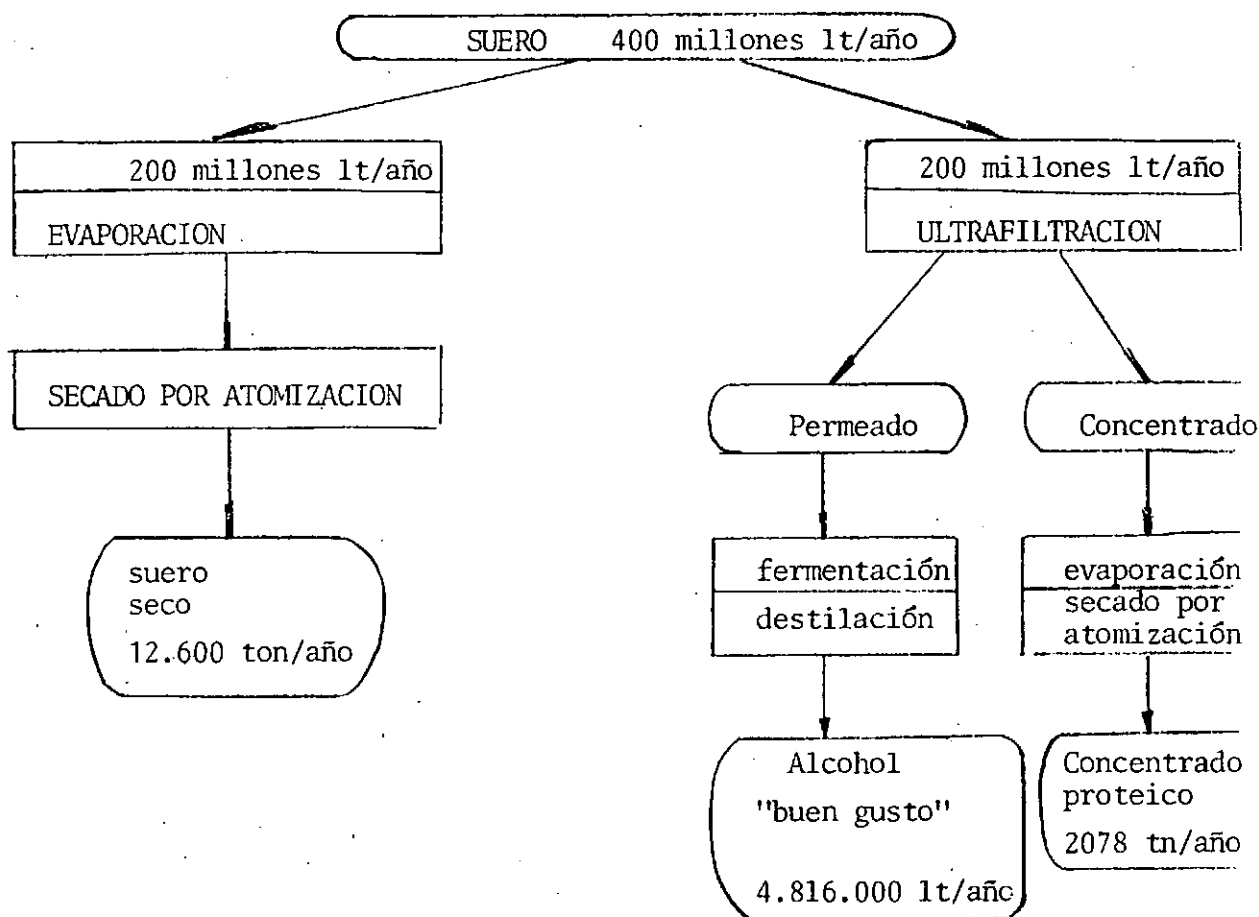 SUERO 400 millones lt/año
200 millones lt/año
EVAPORACION
SECADO POR ATOMIZACION
suero
seco
12.600 ton/año
200 millones lt/año
ULTRAFILTRACION
Permeado
fermentación
destilación
Alcohol
"buen gusto"
4.816.000 lt/año
Concentrado
evaporación
secado por
atomización
Concentrado
proteico
2078 tn/año